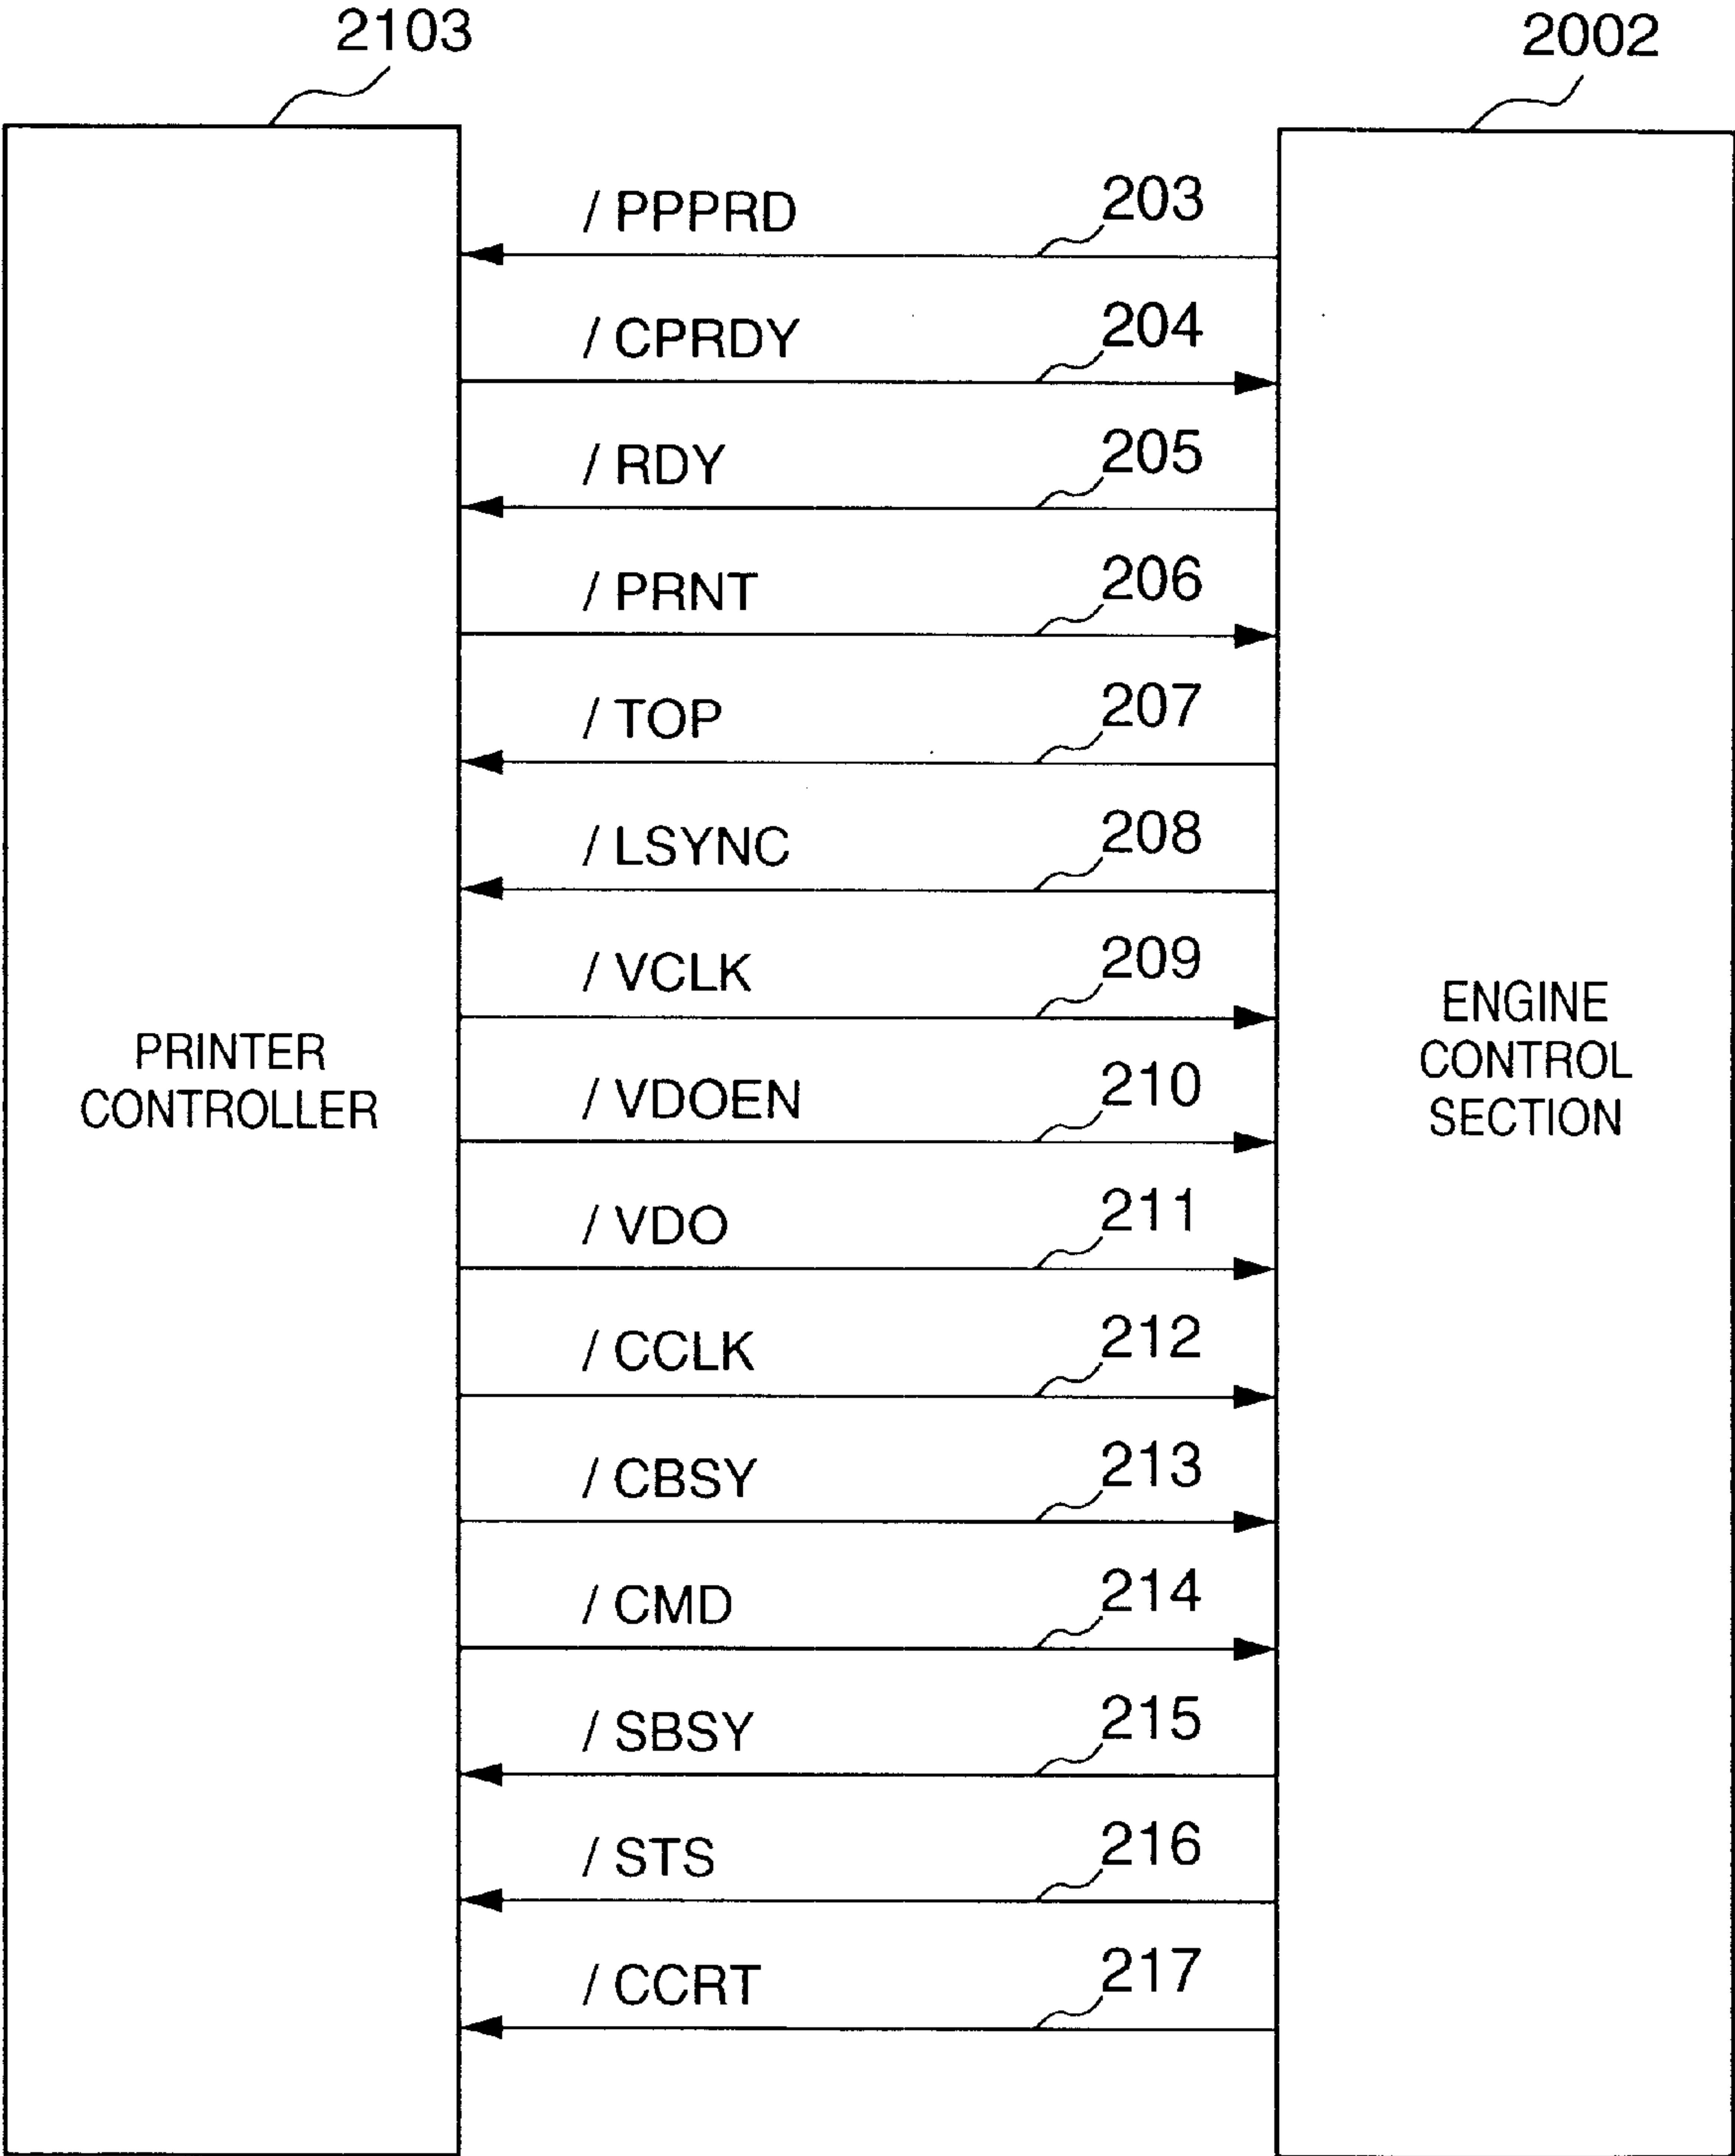 2103
2002
/ PPPRD 203
/ CPRDY 204
/ RDY 205
/ PRNT 206
/ TOP 207
/ LSYNC 208
/ VCLK 209
/ VDOEN 210
/ VDO 211
/ CCLK 212
/ CBSY 213
/ CMD 214
/ SBSY 215
/ STS 216
/ CCRT 217
PRINTER
CONTROLLER
ENGINE
CONTROL
SECTION